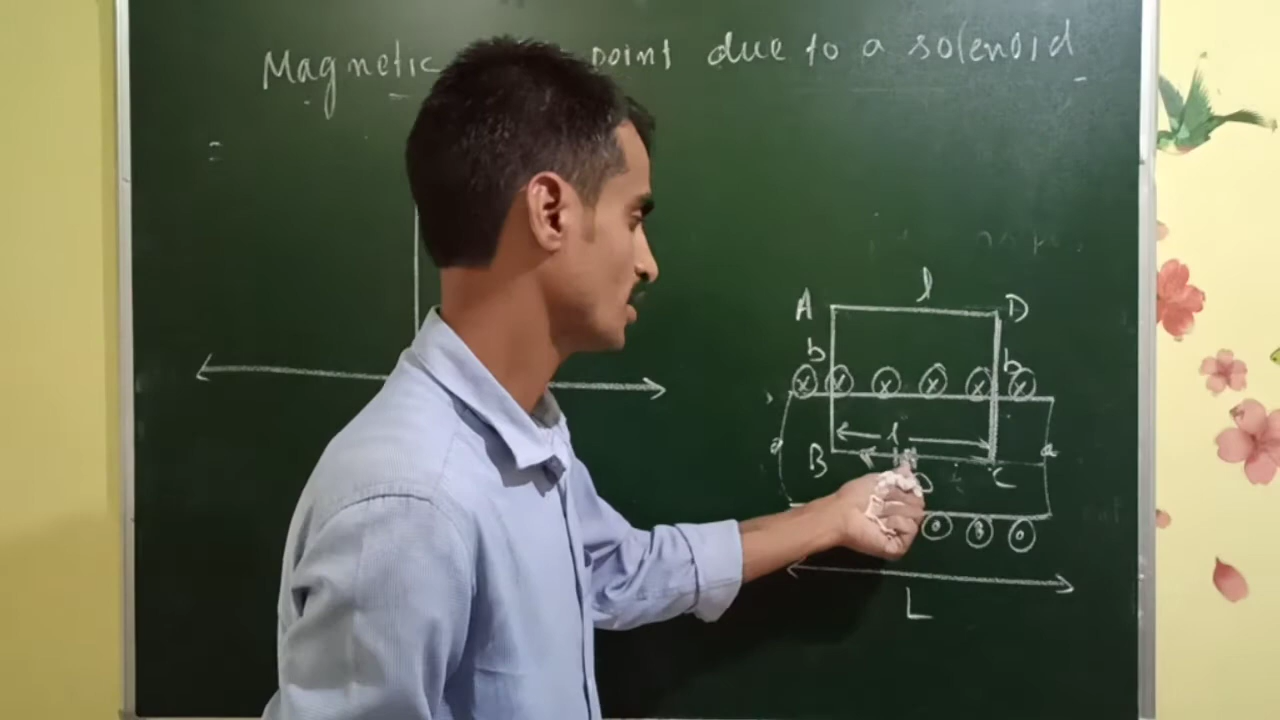 Magnetic point due to a solenoid
=
l
A D
b b
x x x x x x
l
a a
B C
L